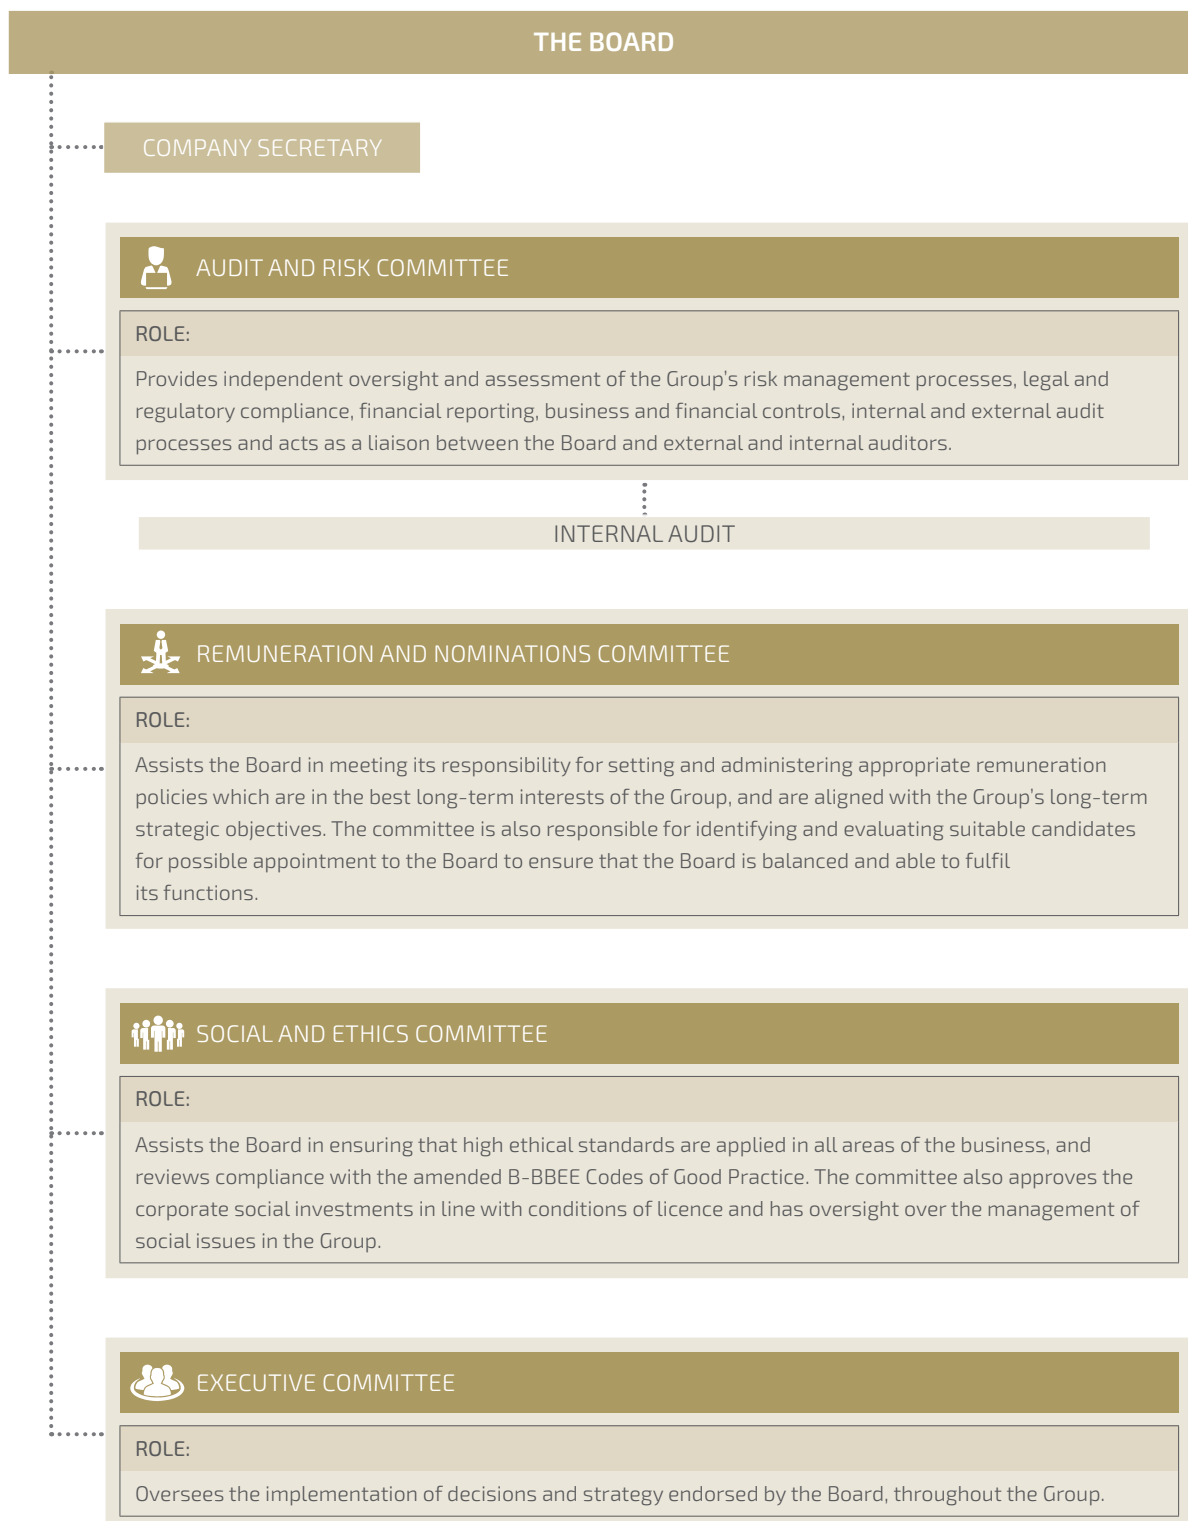 THE BOARD
COMPANY SECRETARY
AUDIT AND RISK COMMITTEE
ROLE:
Provides independent oversight and assessment of the Group's risk management processes, legal and
regulatory compliance, financial reporting, business and financial controls, internal and external audit
processes and acts as a liaison between the Board and external and internal auditors.
INTERNAL AUDIT
REMUNERATION AND NOMINATIONS COMMITTEE
ROLE:
Assists the Board in meeting its responsibility for setting and administering appropriate remuneration
policies which are in the best long-term interests of the Group, and are aligned with the Group's long-term
strategic objectives. The committee is also responsible for identifying and evaluating suitable candidates
for possible appointment to the Board to ensure that the Board is balanced and able to fulfil
its functions.
SOCIAL AND ETHICS COMMITTEE
ROLE:
Assists the Board in ensuring that high ethical standards are applied in all areas of the business, and
reviews compliance with the amended B-BBEE Codes of Good Practice. The committee also approves the
corporate social investments in line with conditions of licence and has oversight over the management of
social issues in the Group.
EXECUTIVE COMMITTEE
ROLE:
Oversees the implementation of decisions and strategy endorsed by the Board, throughout the Group.